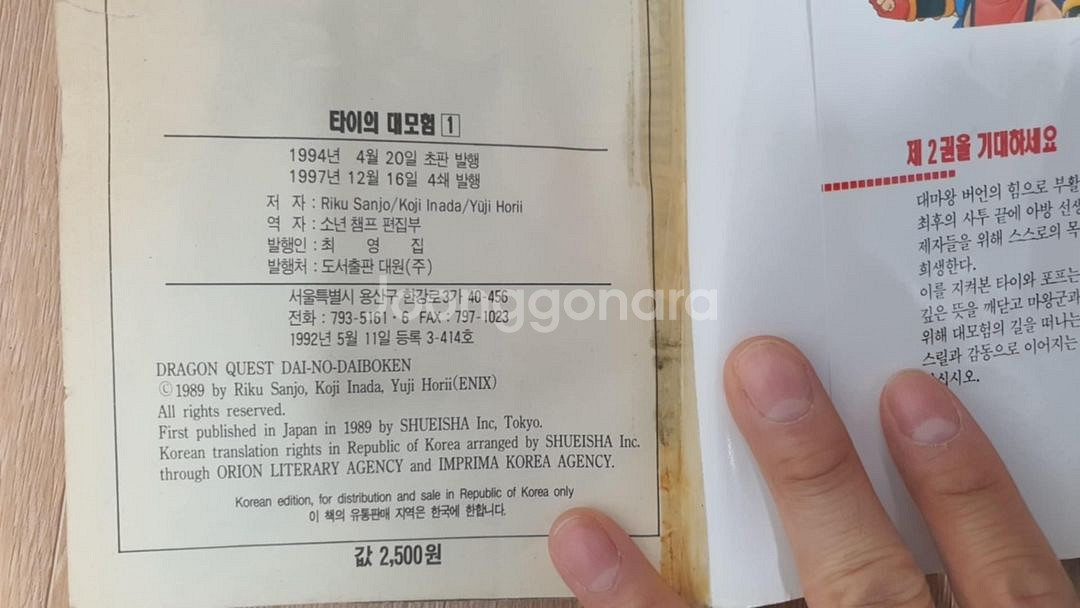 타이의 대모험 1
1994년 4월 20일 초판 발행
1997년 12월 16일 4쇄 발행
저 자 : Riku Sanjo/Koji Inada/Yūji Horii
역 자 : 소년 챔프 편집부
발행인 : 최 영 집
발행처 : 도서출판 대원(주)
서울특별시 용산구 한강로3가 40-456
전화 : 793-5161·6 FAX : 797-1023
1992년 5월 11일 등록 3-414호
DRAGON QUEST DAI-NO-DAIBOKEN
©1989 by Riku Sanjo, Koji Inada, Yuji Horii(ENIX)
All rights reserved.
First published in Japan in 1989 by SHUEISHA Inc, Tokyo.
Korean translation rights in Republic of Korea arranged by SHUEISHA Inc.
through ORION LITERARY AGENCY and IMPRIMA KOREA AGENCY.
Korean edition, for distribution and sale in Republic of Korea only
이 책의 유통판매 지역은 한국에 한합니다.
값 2,500원
joonggonara
제 2권을 기대하세요
대마왕 버언의 힘으로 부활
최후의 사투 끝에 아방 선생
제자들을 위해 스스로의 목
희생한다.
이를 지켜본 타이와 포프는
깊은 뜻을 깨닫고 마왕군과
위해 대모험의 길을 떠나는
스릴과 감동으로 이어지는
십시오.